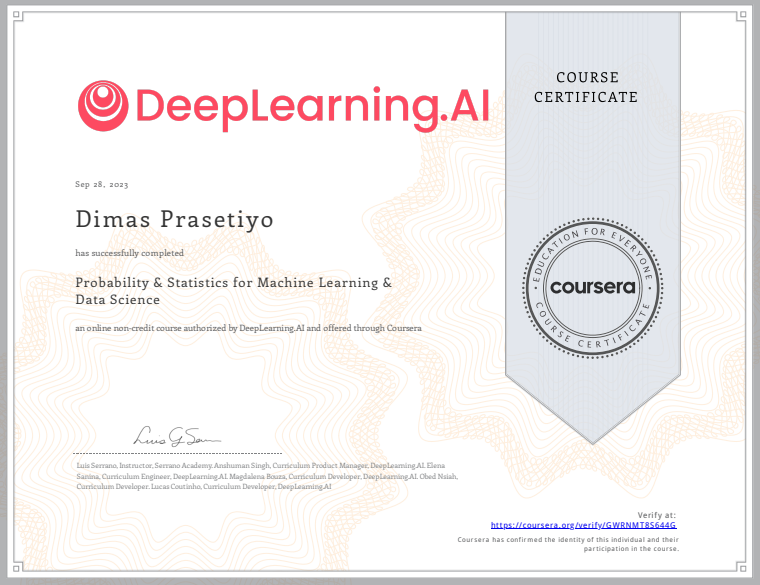 DeepLearning.AI
COURSE
CERTIFICATE
Sep 28, 2023
Dimas Prasetiyo
has successfully completed
Probability & Statistics for Machine Learning &
Data Science
an online non-credit course authorized by DeepLearning.AI and offered through Coursera
EDUCATION FOR EVERYONE
coursera
COURSE CERTIFICATE
Luis G Serrano
Luis Serrano, Instructor, Serrano Academy. Anshuman Singh, Curriculum Product Manager, DeepLearning.AI. Elena
Sanina, Curriculum Engineer, DeepLearning.AI. Magdalena Bouza, Curriculum Developer, DeepLearning.AI. Obed Nsiah,
Curriculum Developer. Lucas Coutinho, Curriculum Developer, DeepLearning.AI
Verify at:
https://coursera.org/verify/GWRNMT8S644G
Coursera has confirmed the identity of this individual and their
participation in the course.